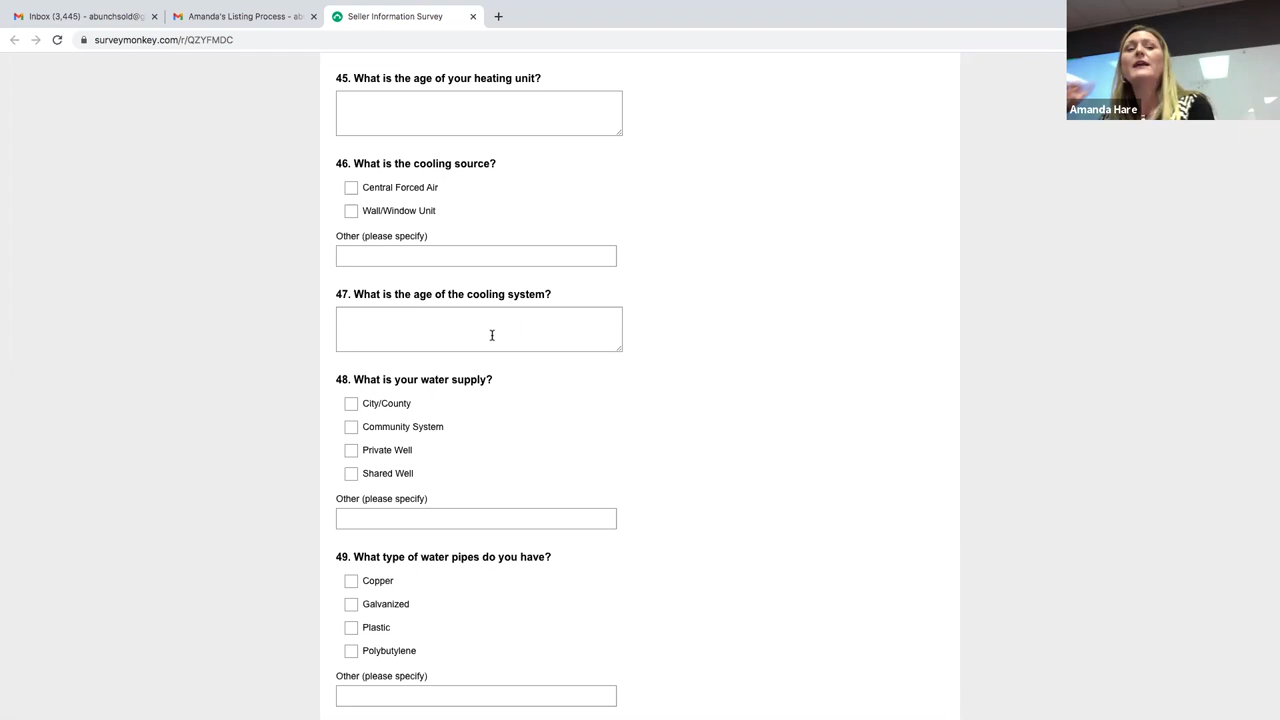 Inbox (3,445) - abunchsold@g
Amanda's Listing Process - ab
Seller Information Survey
surveymonkey.com/r/QZYFMDC
Amanda Hare
45. What is the age of your heating unit?
46. What is the cooling source?
Central Forced Air
Wall/Window Unit
Other (please specify)
47. What is the age of the cooling system?
48. What is your water supply?
City/County
Community System
Private Well
Shared Well
Other (please specify)
49. What type of water pipes do you have?
Copper
Galvanized
Plastic
Polybutylene
Other (please specify)